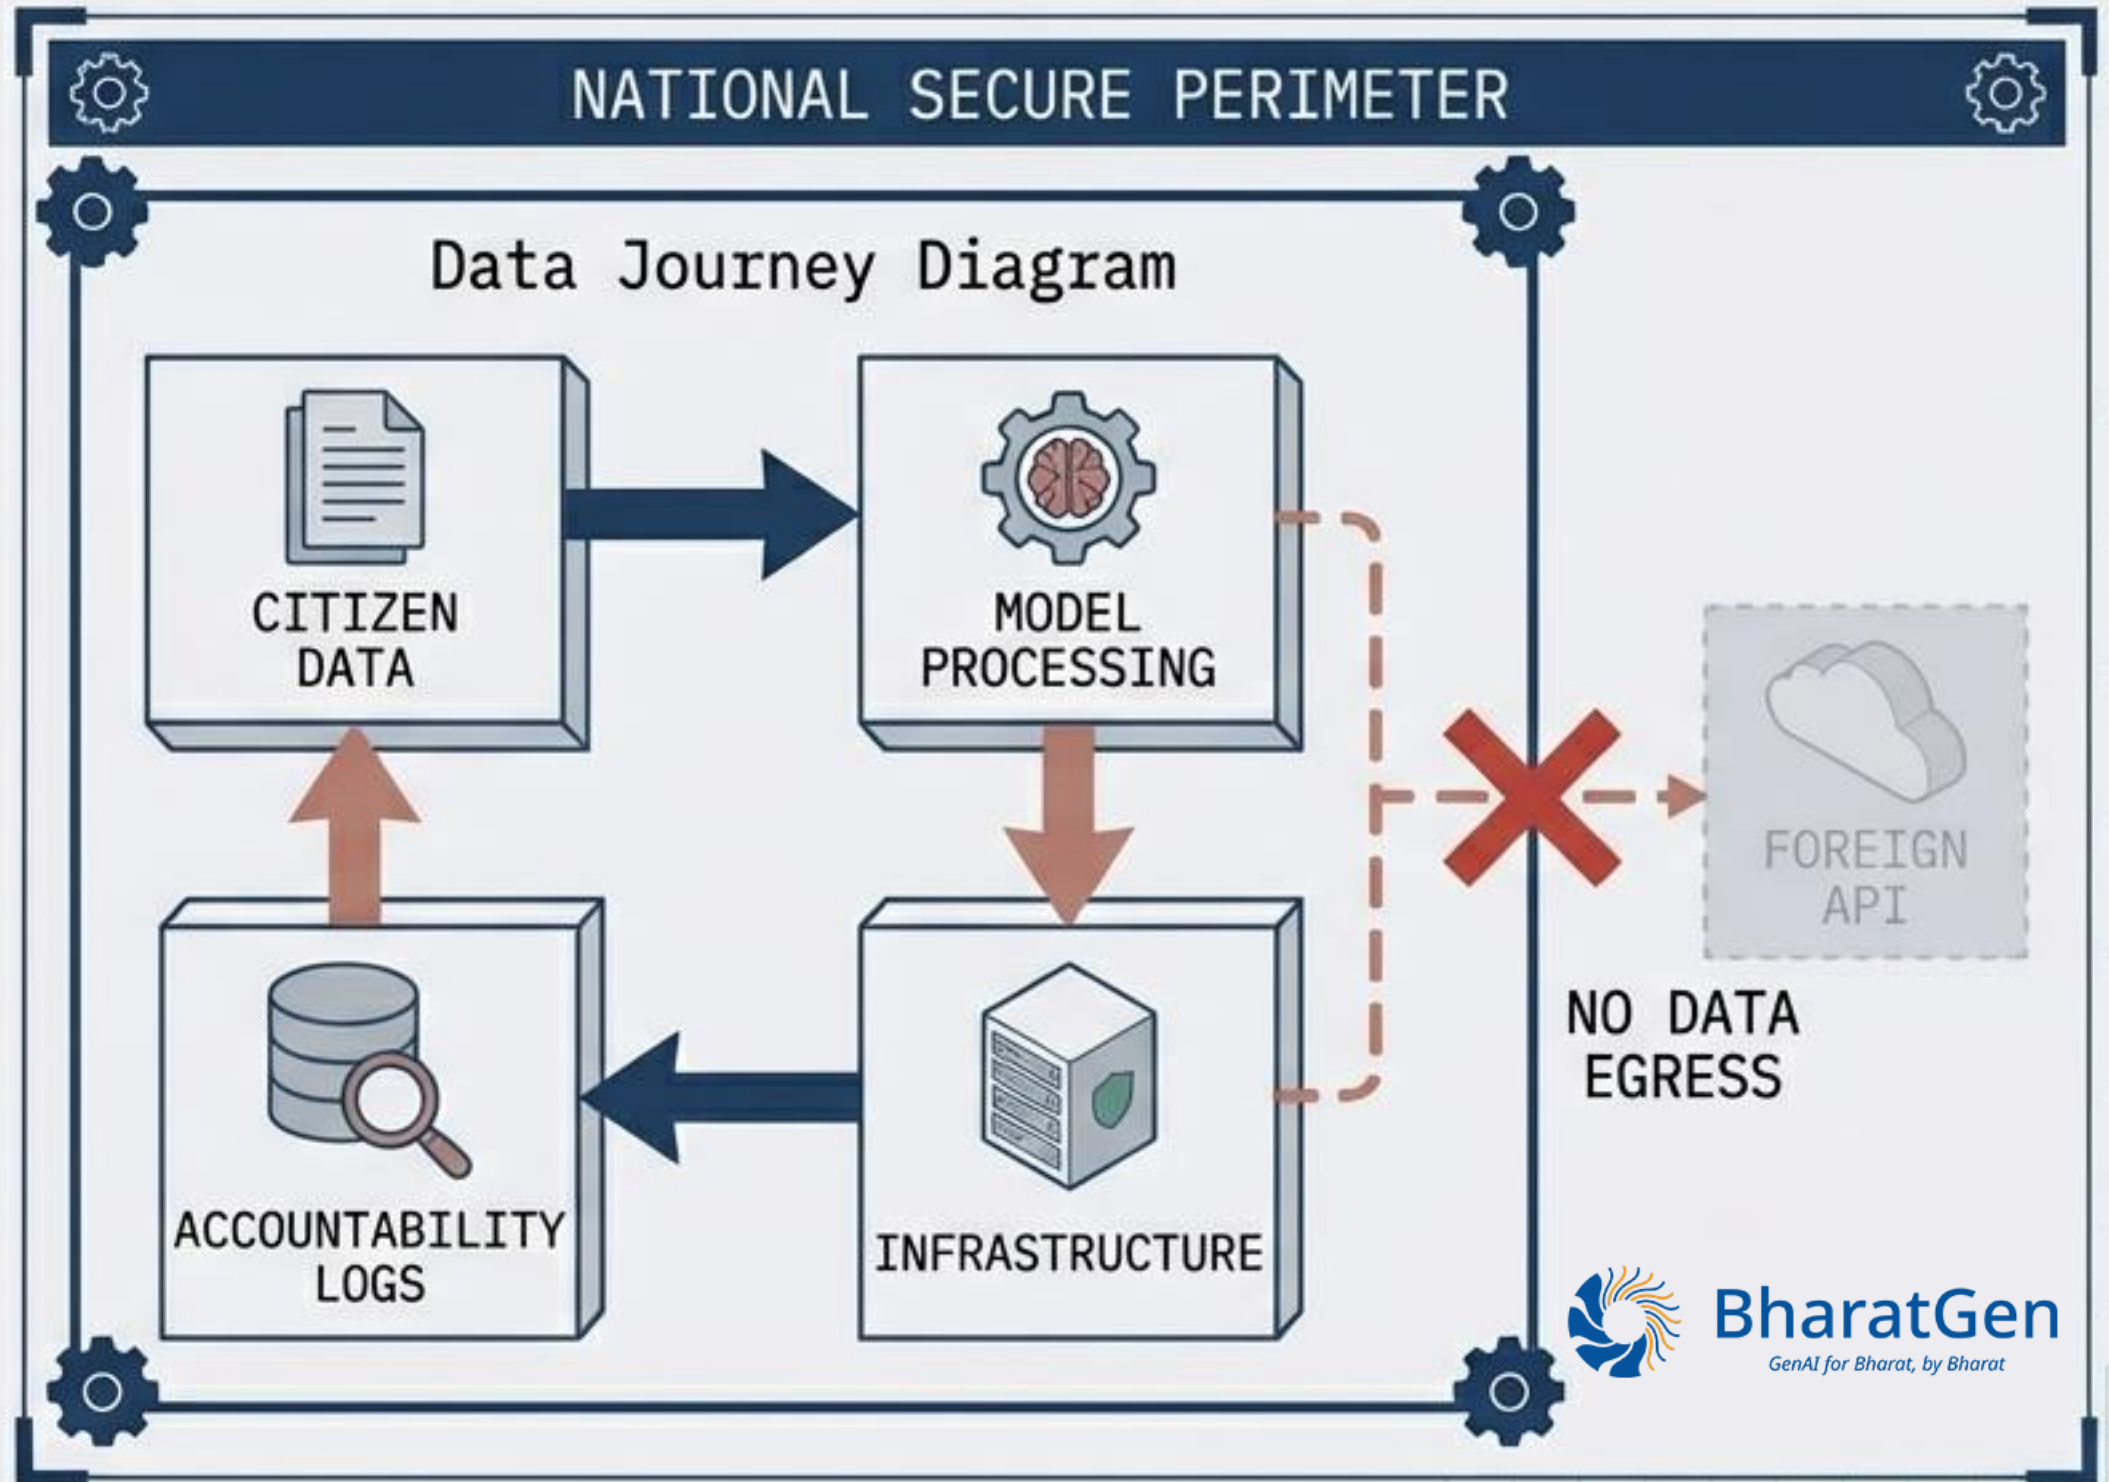 NATIONAL SECURE PERIMETER
Data Journey Diagram
CITIZEN
DATA
MODEL
PROCESSING
FOREIGN
API
NO DATA
EGRESS
ACCOUNTABILITY
LOGS
INFRASTRUCTURE
BharatGen
GenAI for Bharat, by Bharat